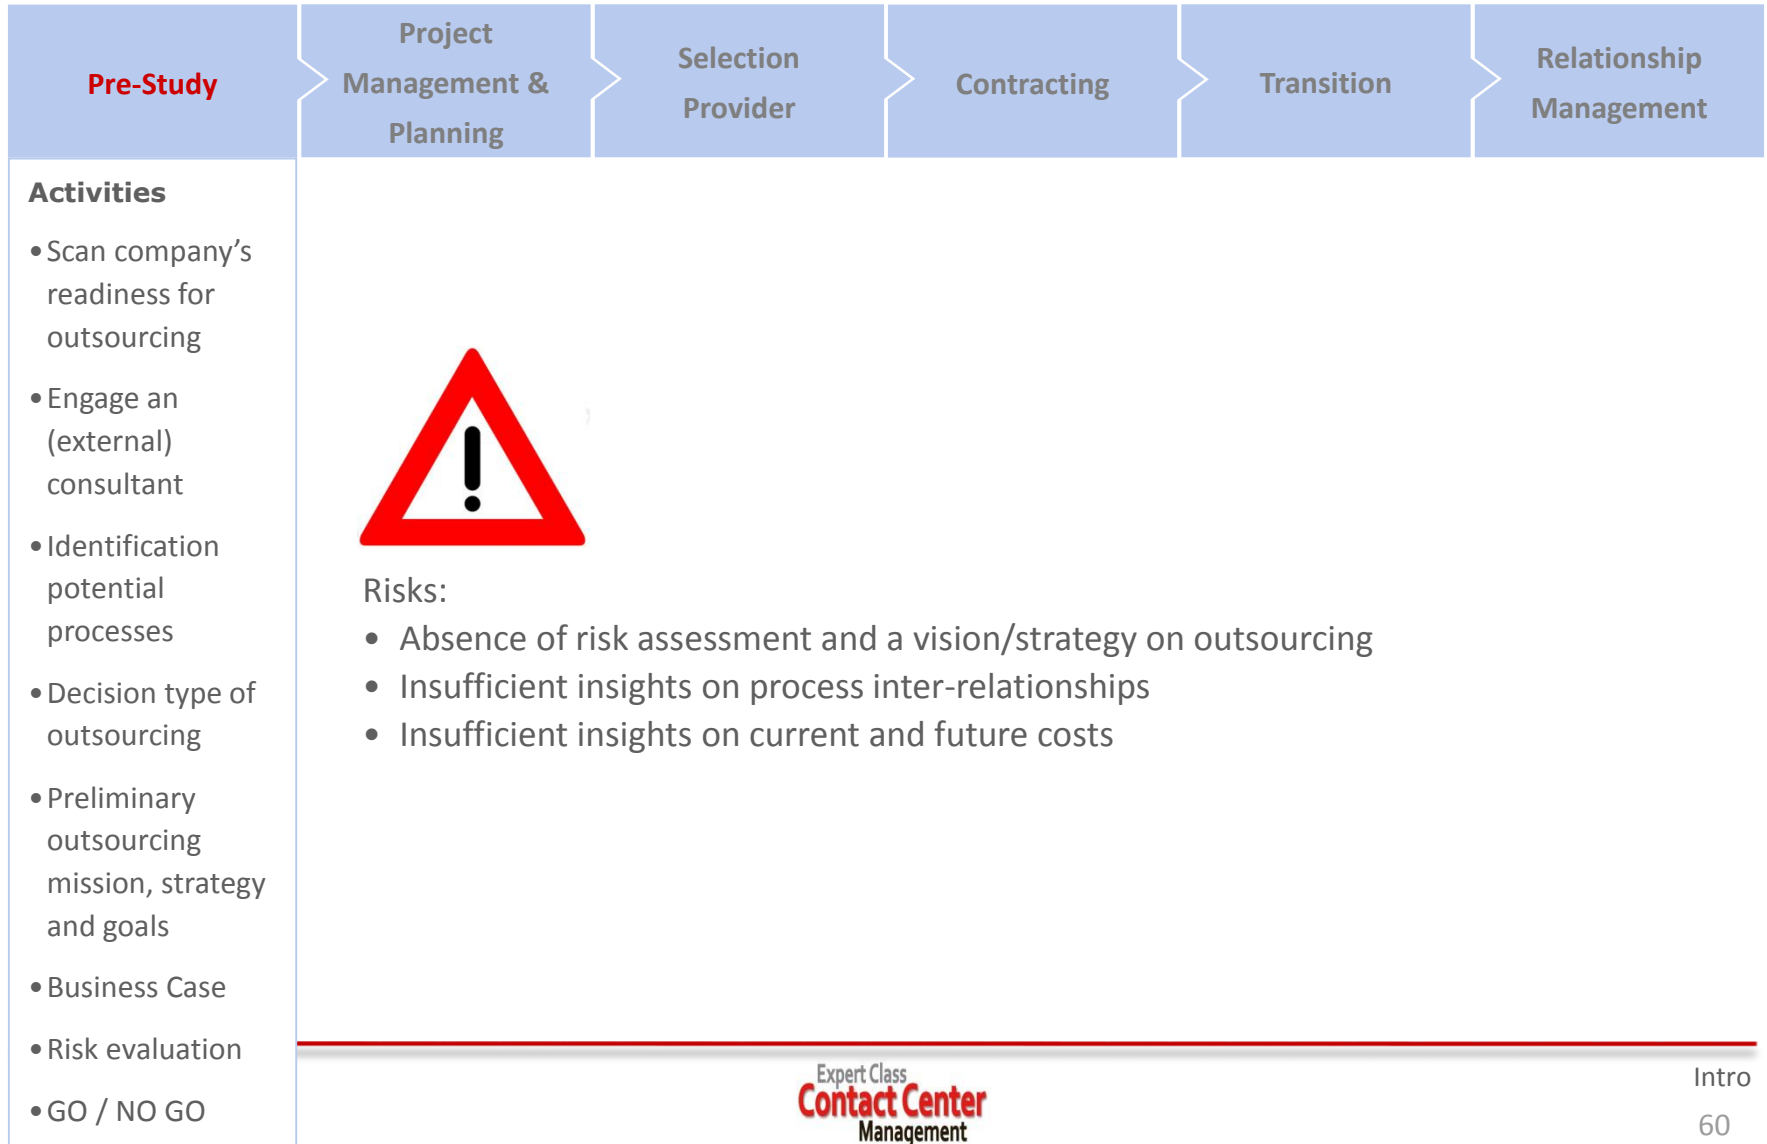 Pre-Study
Project
Management &
Planning
Selection
Provider
Contracting
Transition
Relationship
Management
Activities
• Scan company’s
readiness for
outsourcing
• Engage an
(external)
consultant
• Identification
potential
processes
• Decision type of
outsourcing
• Preliminary
outsourcing
mission, strategy
and goals
• Business Case
• Risk evaluation
• GO / NO GO
!
Risks:
• Absence of risk assessment and a vision/strategy on outsourcing
• Insufficient insights on process inter-relationships
• Insufficient insights on current and future costs
Expert Class
Contact Center
Management
Intro
60